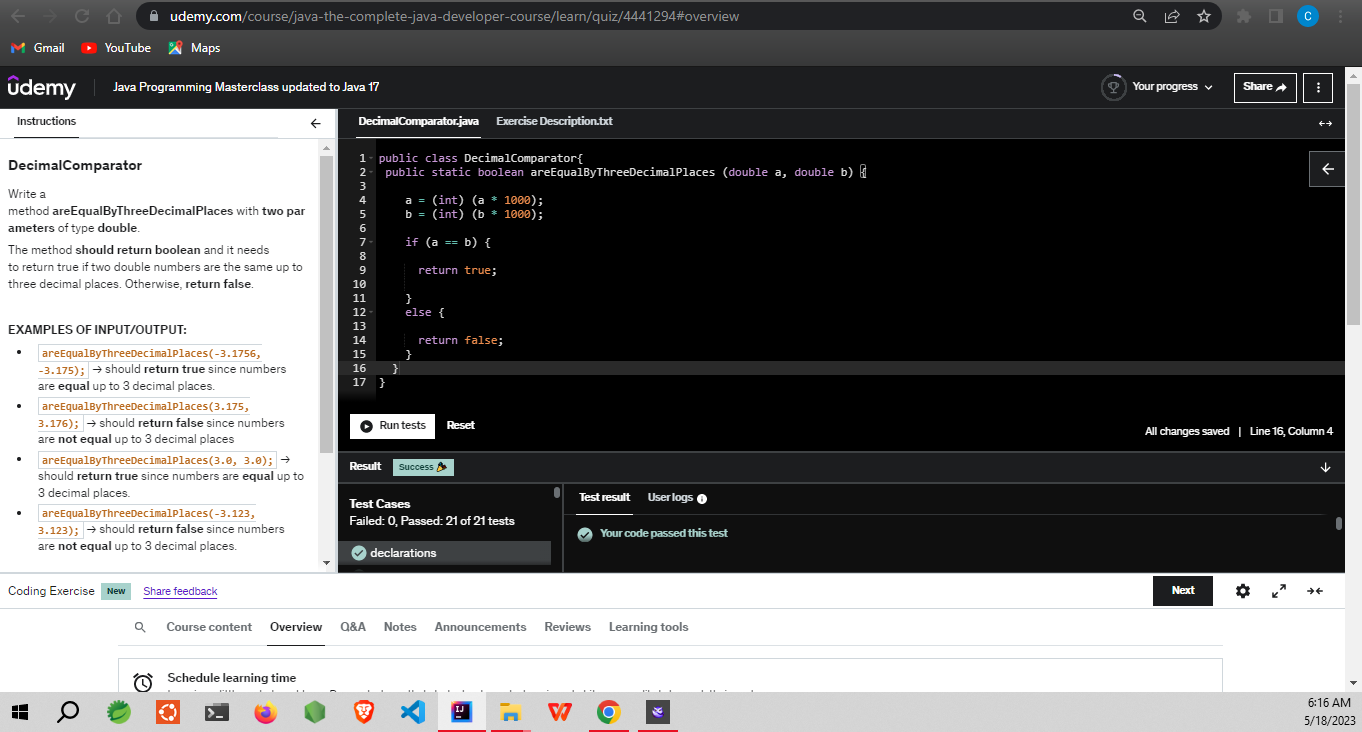 udemy.com/course/java-the-complete-java-developer-course/learn/quiz/4441294#overview
C
Gmail YouTube Maps
udemy Java Programming Masterclass updated to Java 17 Your progress Share
Instructions
DecimalComparator
Write a
method areEqualByThreeDecimalPlaces with two par
ameters of type double.
The method should return boolean and it needs
to return true if two double numbers are the same up to
three decimal places. Otherwise, return false.
EXAMPLES OF INPUT/OUTPUT:
• areEqualByThreeDecimalPlaces(-3.1756,
-3.175); → should return true since numbers
are equal up to 3 decimal places.
• areEqualByThreeDecimalPlaces(3.175,
3.176); → should return false since numbers
are not equal up to 3 decimal places
• areEqualByThreeDecimalPlaces(3.0, 3.0); →
should return true since numbers are equal up to
3 decimal places.
• areEqualByThreeDecimalPlaces(-3.123,
3.123); → should return false since numbers
are not equal up to 3 decimal places.
DecimalComparator.java Exercise Description.txt
1 public class DecimalComparator{
2 public static boolean areEqualByThreeDecimalPlaces (double a, double b) {
3
4 a = (int) (a * 1000);
5 b = (int) (b * 1000);
6
7 if (a == b) {
8
9 return true;
10
11 }
12 else {
13
14 return false;
15 }
16 }
17 }
Run tests Reset
All changes saved | Line 16, Column 4
Result Success
Test Cases
Failed: 0, Passed: 21 of 21 tests
declarations
Test result User logs
Your code passed this test
Coding Exercise New Share feedback Next
Course content Overview Q&A Notes Announcements Reviews Learning tools
Schedule learning time
6:16 AM
5/18/2023